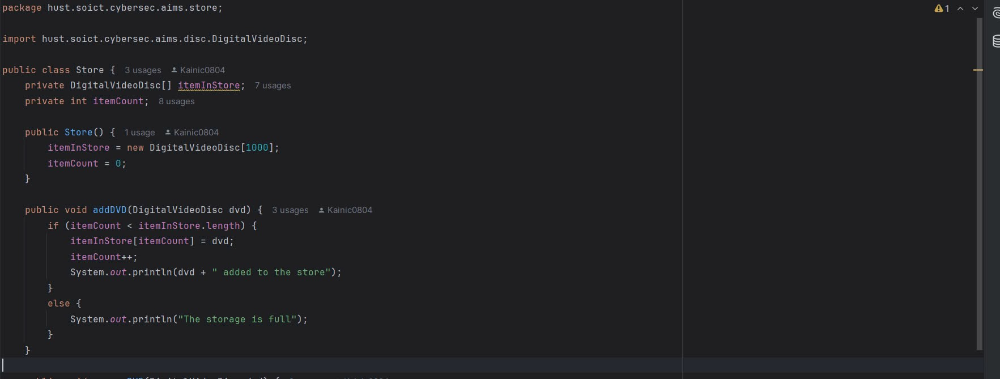 package hust.soict.cybersec.aims.store;
1
import hust.soict.cybersec.aims.disc.DigitalVideoDisc;
public class Store { 3 usages Kainic0804
private DigitalVideoDisc[] itemInStore; 7 usages
private int itemCount; 8 usages
public Store() { 1 usage Kainic0804
itemInStore = new DigitalVideoDisc[1000];
itemCount = 0;
}
public void addDVD(DigitalVideoDisc dvd) { 3 usages Kainic0804
if (itemCount < itemInStore.length) {
itemInStore[itemCount] = dvd;
itemCount++;
System.out.println(dvd + " added to the store");
}
else {
System.out.println("The storage is full");
}
}